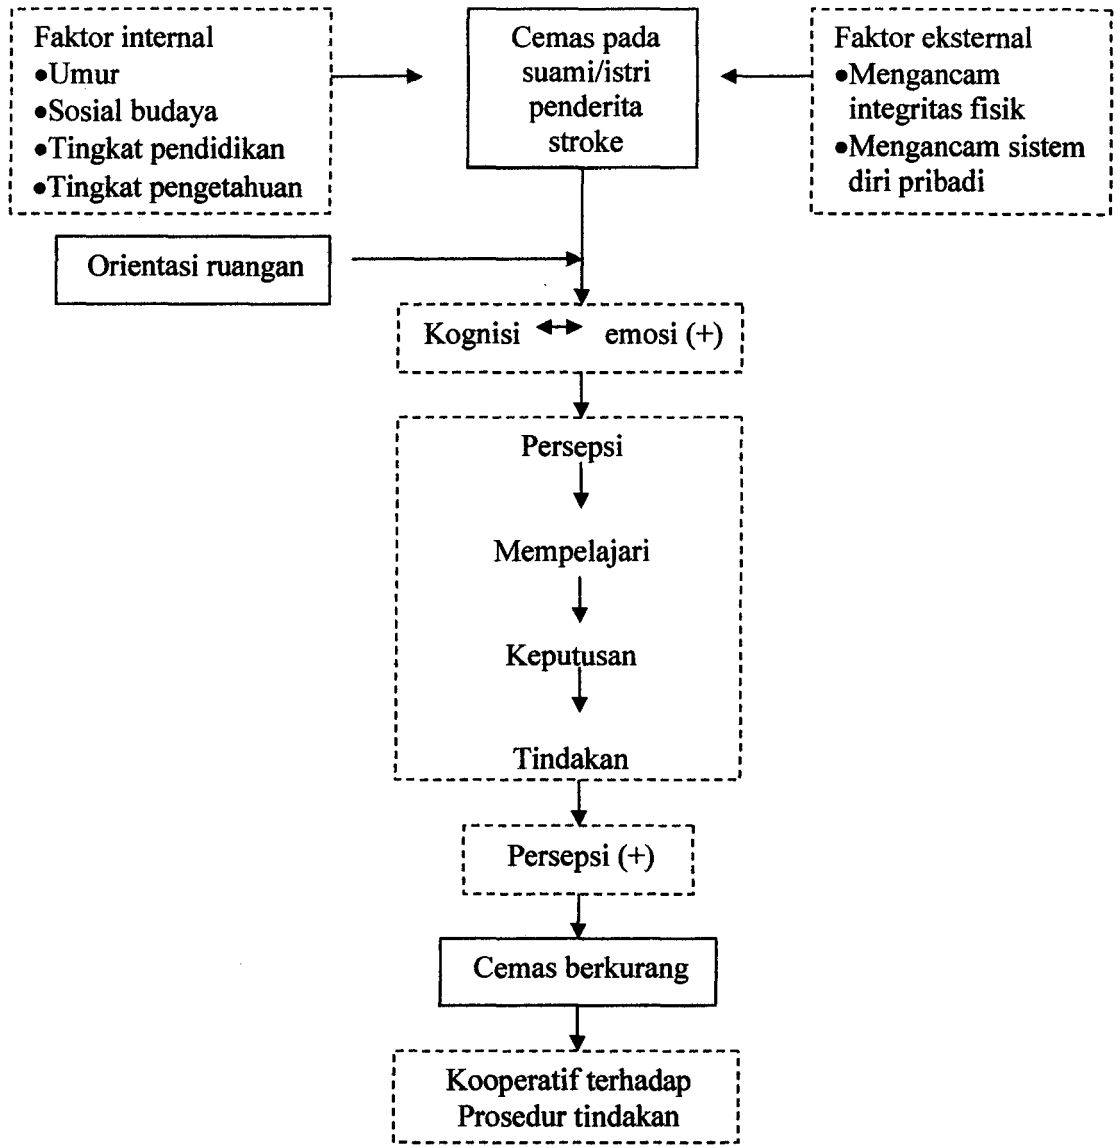 Faktor internal
•Umur
•Sosial budaya
•Tingkat pendidikan
•Tingkat pengetahuan
Cemas pada
suami/istri
penderita
stroke
Faktor eksternal
•Mengancam
integritas fisik
•Mengancam sistem
diri pribadi
Orientasi ruangan
Kognisi emosi (+)
Persepsi
Mempelajari
Keputusan
Tindakan
Persepsi (+)
Cemas berkurang
Kooperatif terhadap
Prosedur tindakan